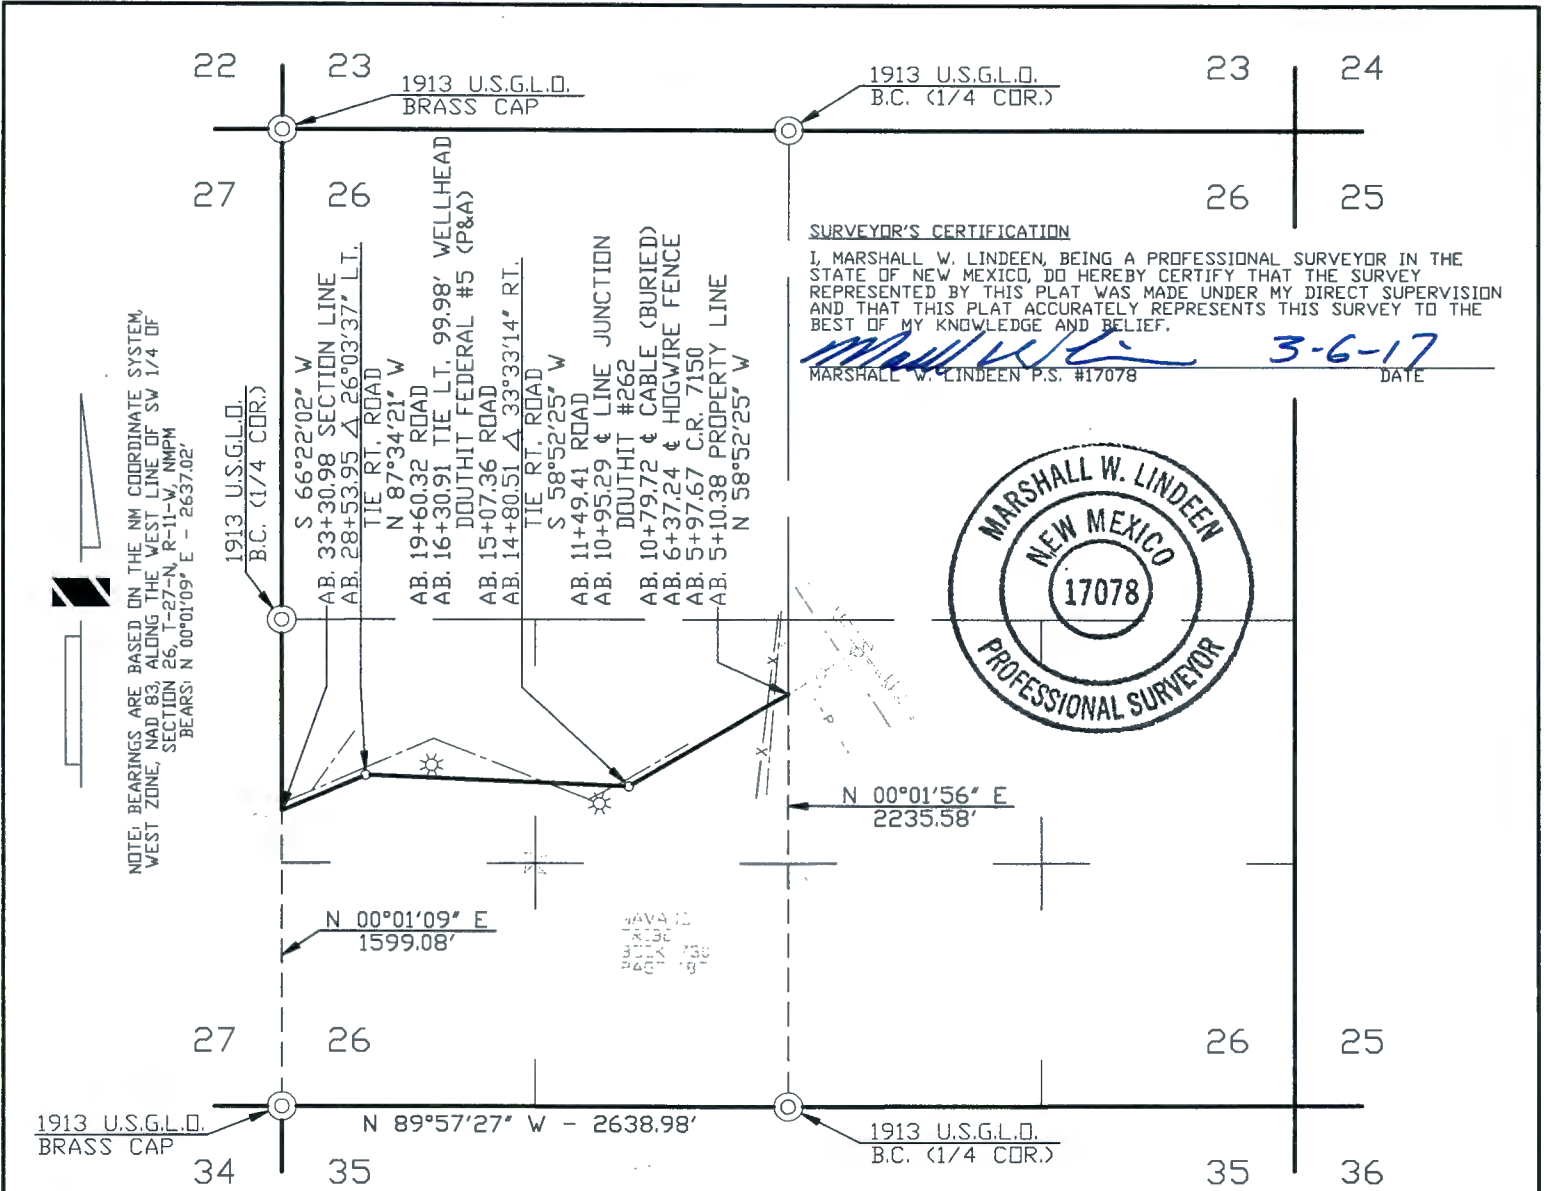 22
23
23
24
1913 U.S.G.L.O.
BRASS CAP
1913 U.S.G.L.O.
B.C. (1/4 COR.)
27
26
26
25
SURVEYOR'S CERTIFICATION
I, MARSHALL W. LINDEEN, BEING A PROFESSIONAL SURVEYOR IN THE
STATE OF NEW MEXICO, DO HEREBY CERTIFY THAT THE SURVEY
REPRESENTED BY THIS PLAT WAS MADE UNDER MY DIRECT SUPERVISION
AND THAT THIS PLAT ACCURATELY REPRESENTS THIS SURVEY TO THE
BEST OF MY KNOWLEDGE AND BELIEF.
3-6-17
MARSHALL W. LINDEEN P.S. #17078
DATE
MARSHALL W. LINDEEN
NEW MEXICO
17078
PROFESSIONAL SURVEYOR
NOTE: BEARINGS ARE BASED ON THE NM COORDINATE SYSTEM,
WEST ZONE, NAD 83, ALONG THE WEST LINE OF SW 1/4 OF
SECTION 26, T-27-N, R-11-W, NMPM
BEARS: N 00°01'09" E - 2637.02'
1913 U.S.G.L.O.
B.C. (1/4 COR.)
S 66°22'02" W
AB. 33+30.98 SECTION LINE
AB. 28+53.95 Δ 26°03'37" LT.
TIE RT. ROAD
N 87°34'21" W
AB. 19+60.32 ROAD
AB. 16+30.91 TIE LT. 99.98' WELLHEAD
DOUTHIT FEDERAL #5 (P&A)
AB. 15+07.36 ROAD
AB. 14+80.51 Δ 33°33'14" RT.
TIE RT. ROAD
S 58°52'25" W
AB. 11+49.41 ROAD
AB. 10+95.29 ¢ LINE JUNCTION
DOUTHIT #262
AB. 10+79.72 ¢ CABLE (BURIED)
AB. 6+37.24 ¢ HOGWIRE FENCE
AB. 5+97.67 C.R. 7150
AB. 5+10.38 PROPERTY LINE
N 58°52'25" W
X
X
P
N 00°01'56" E
2235.58'
N 00°01'09" E
1599.08'
27
26
26
25
1913 U.S.G.L.O.
BRASS CAP
N 89°57'27" W - 2638.98'
1913 U.S.G.L.O.
B.C. (1/4 COR.)
34
35
35
36